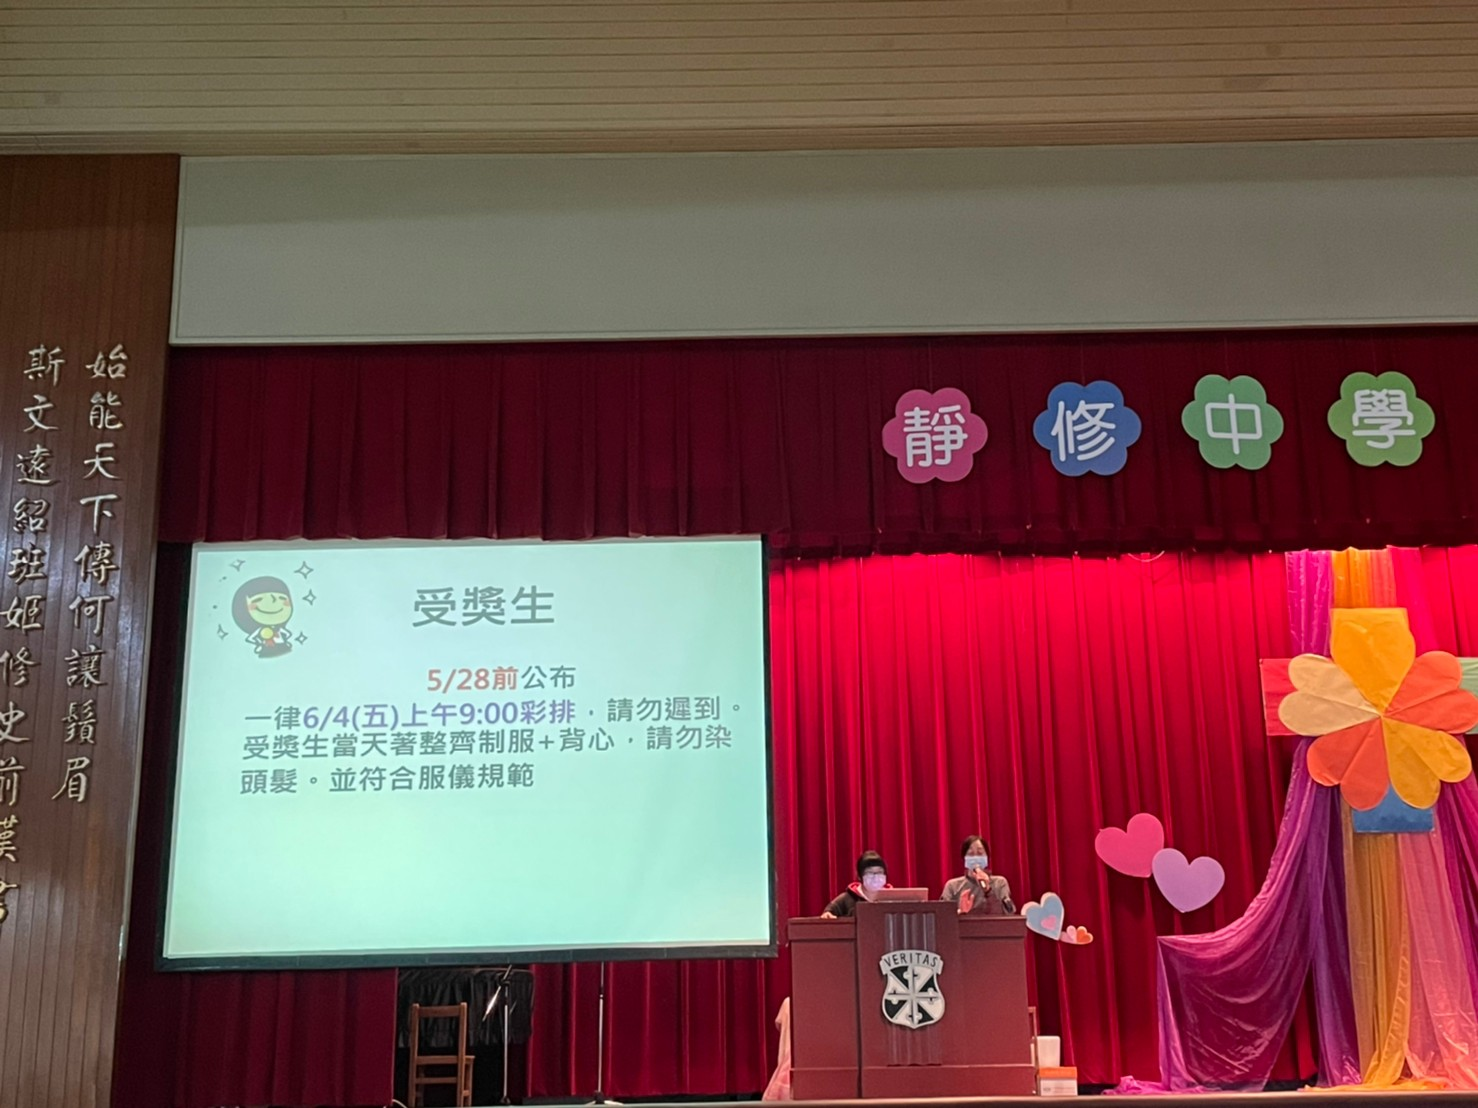 靜修中學
始能天下傳何讓鬚眉
斯文遠紹班姬修史前漢書
受獎生
5/28前公布
一律6/4(五)上午9:00彩排，請勿遲到。
受獎生當天著整齊制服+背心，請勿染
頭髮。並符合服儀規範
VERITAS